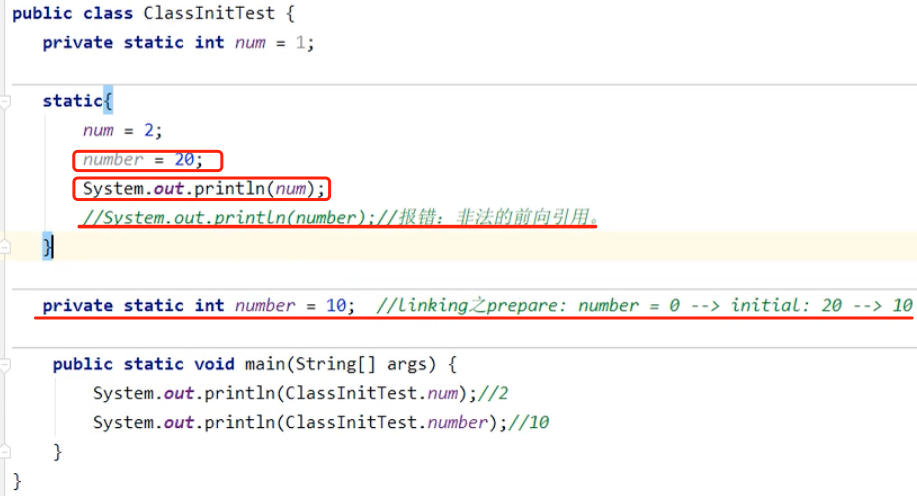 public class ClassInitTest {
private static int num = 1;
static{
num = 2;
number = 20;
System.out.println(num);
//System.out.println(number);//报错：非法的前向引用。
}
private static int number = 10;  //linking之prepare: number = 0 --> initial: 20 --> 10
public static void main(String[] args) {
System.out.println(ClassInitTest.num);//2
System.out.println(ClassInitTest.number);//10
}
}